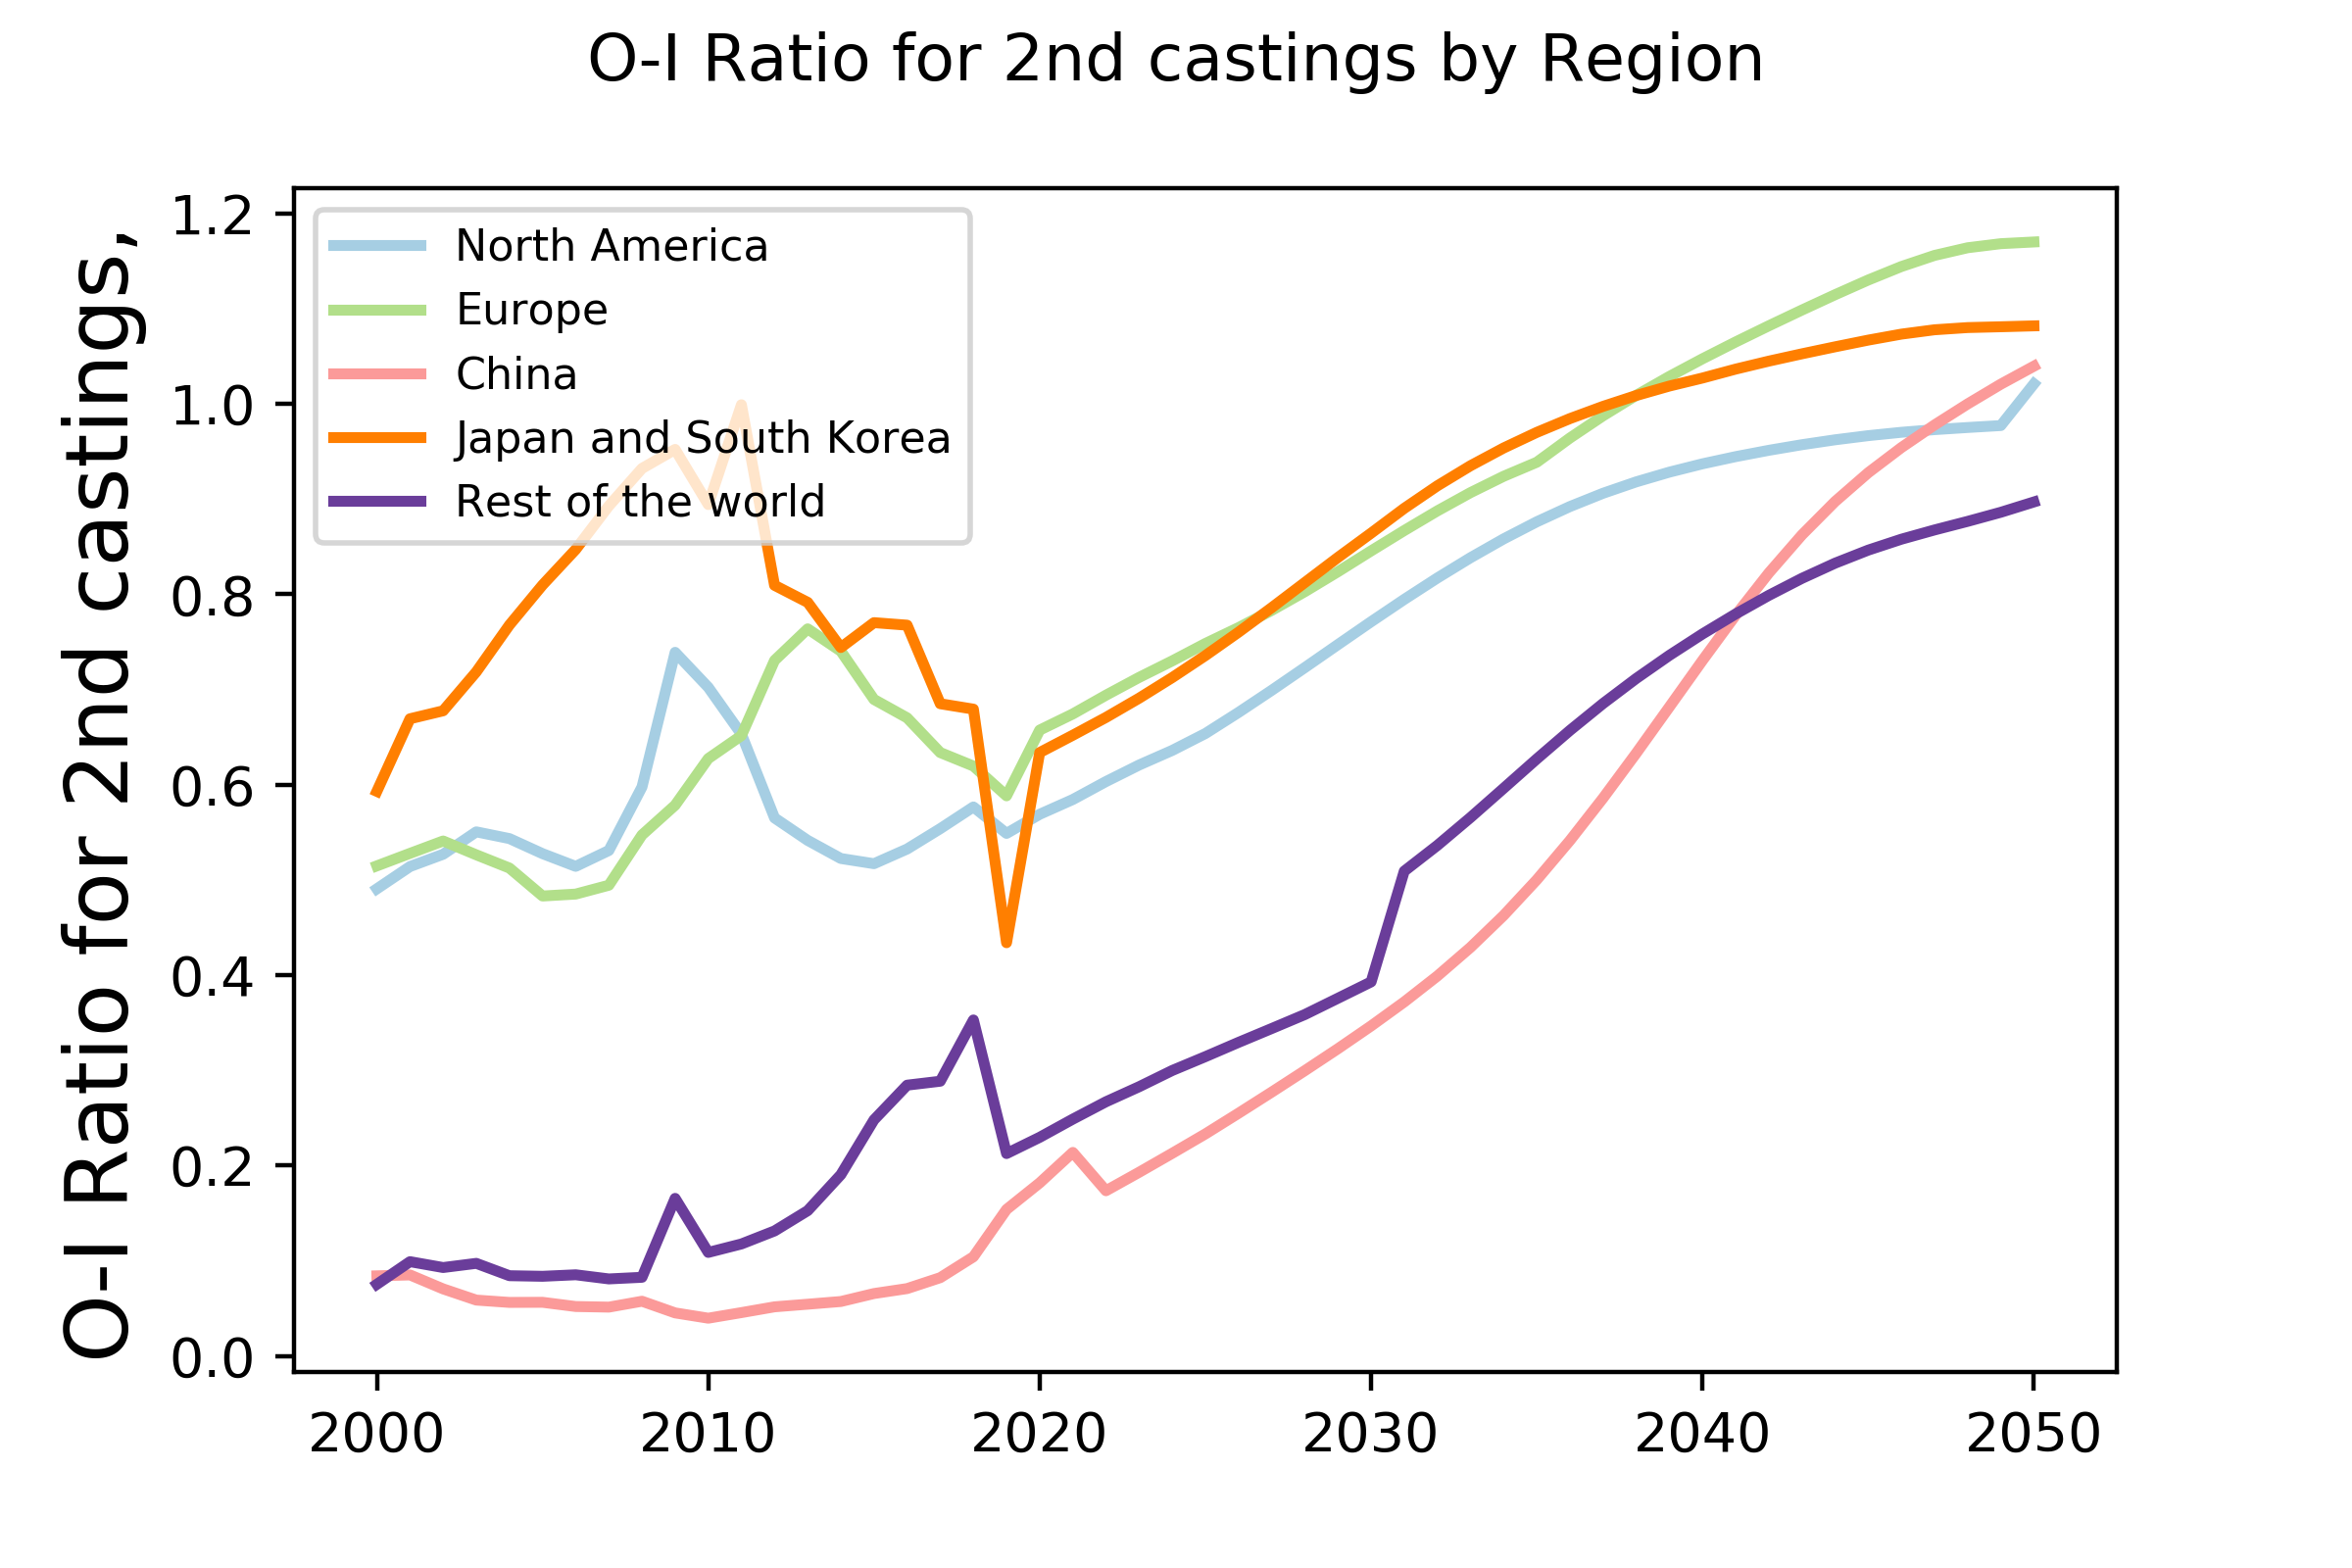 O-I Ratio for 2nd castings by Region
O-I Ratio for 2nd castings,
1.2
1.0
0.8
0.6
0.4
0.2
0.0
North America
Europe
China
Japan and South Korea
Rest of the world
2000 2010 2020 2030 2040 2050